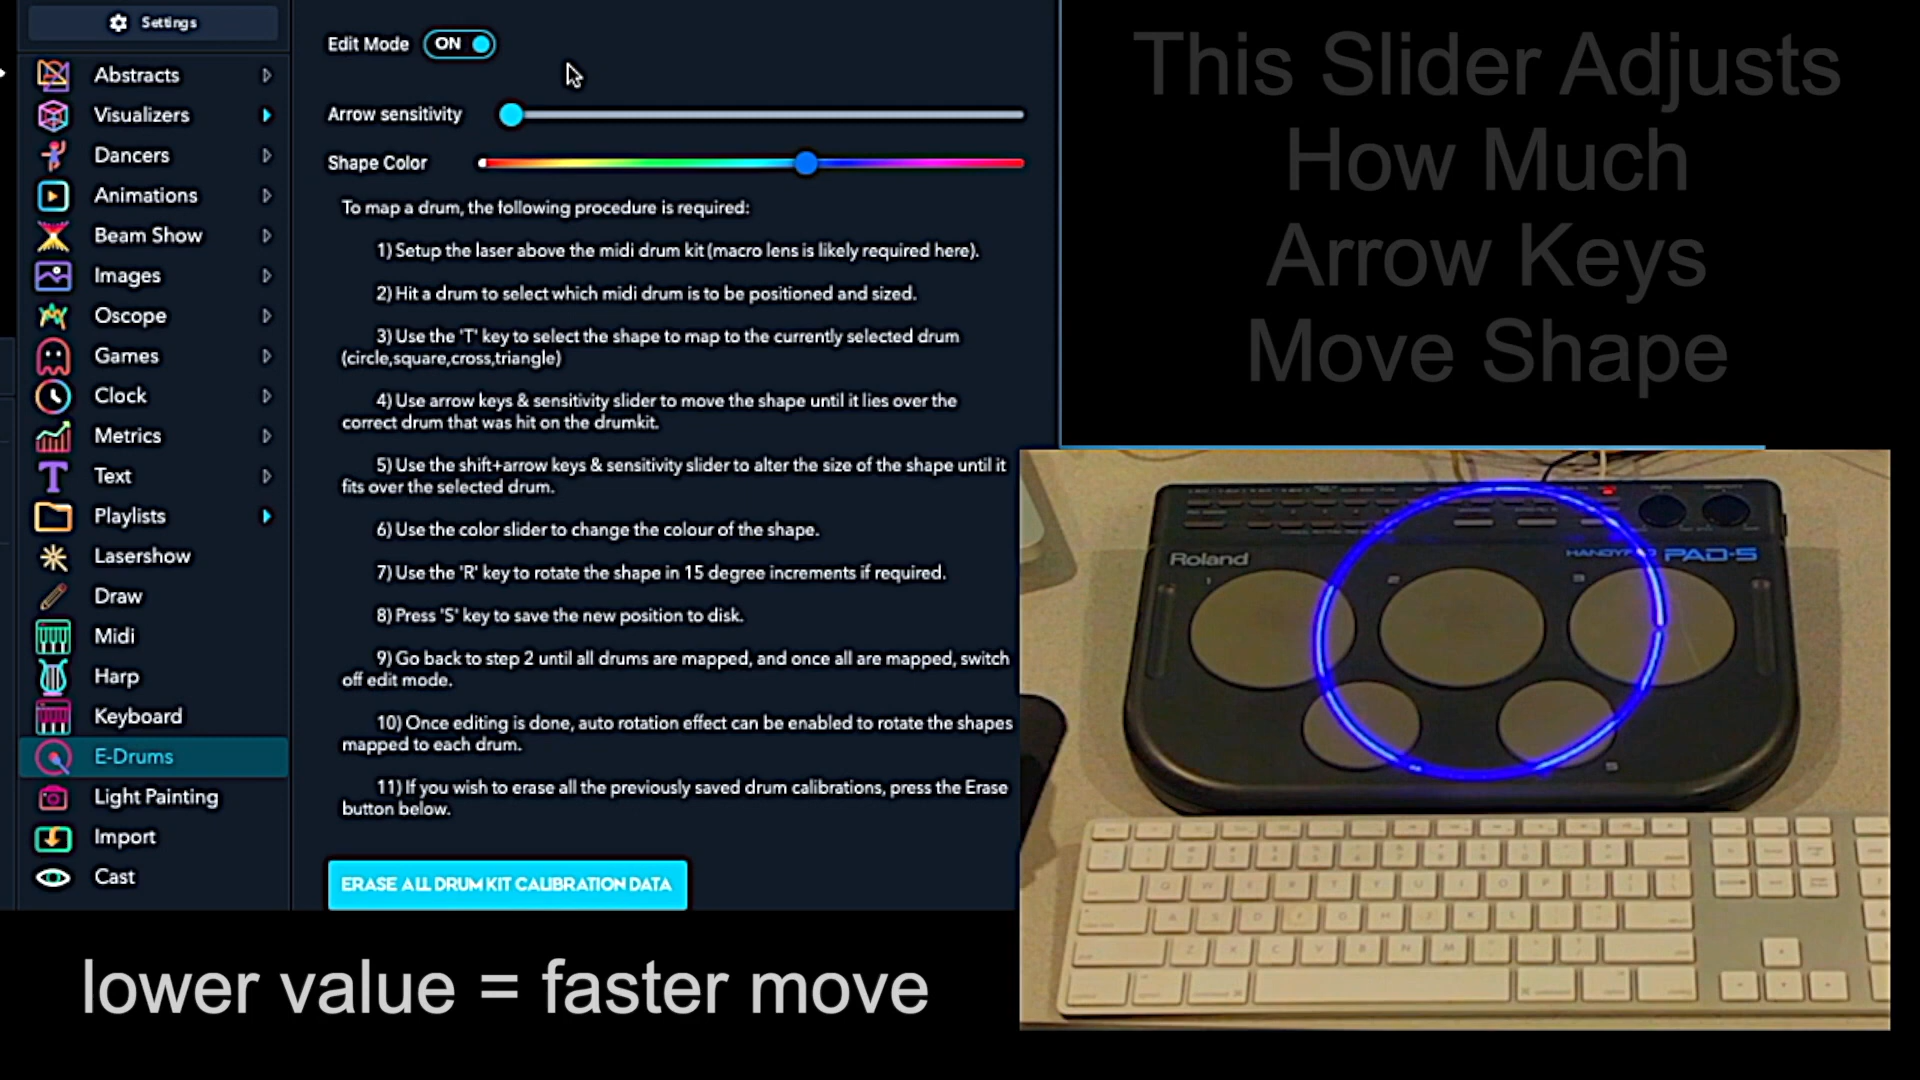 Settings
Abstracts
Visualizers
Dancers
Animations
Beam Show
Images
Oscope
Games
Clock
Metrics
Text
Playlists
Lasershow
Draw
Midi
Harp
Keyboard
E-Drums
Light Painting
Import
Cast
Edit Mode ON
Arrow sensitivity
Shape Color
To map a drum, the following procedure is required:
1) Setup the laser above the midi drum kit (macro lens is likely required here).
2) Hit a drum to select which midi drum is to be positioned and sized.
3) Use the 'T' key to select the shape to map to the currently selected drum
(circle,square,cross,triangle)
4) Use arrow keys & sensitivity slider to move the shape until it lies over the
correct drum that was hit on the drumkit.
5) Use the shift+arrow keys & sensitivity slider to alter the size of the shape until it
fits over the selected drum.
6) Use the color slider to change the colour of the shape.
7) Use the 'R' key to rotate the shape in 15 degree increments if required.
8) Press 'S' key to save the new position to disk.
9) Go back to step 2 until all drums are mapped, and once all are mapped, switch
off edit mode.
10) Once editing is done, auto rotation effect can be enabled to rotate the shapes
mapped to each drum.
11) If you wish to erase all the previously saved drum calibrations, press the Erase
button below.
ERASE ALL DRUM KIT CALIBRATION DATA
This Slider Adjusts
How Much
Arrow Keys
Move Shape
Roland
PAD-5
1 2 3
5
lower value = faster move